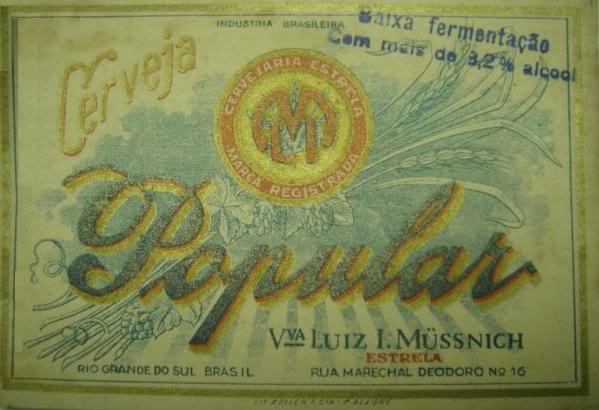 INDUSTRIA BRASILEIRA
Baixa fermentação
Com mais de 3,2% alcool
Cerveja
CERVEJARIA ESTRELA
MARCA REGISTRADA
Popular
VVA LUIZ I. MÜSSNICH
ESTRELA
RIO GRANDE DO SUL BRASIL
RUA MARECHAL DEODORO Nº 16
P. ALEGRE